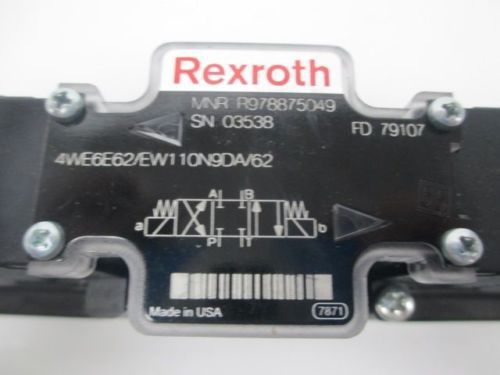 Rexroth
MNR R978875049
SN 03538 FD 79107
4WE6E62/EW110N9DA/62
A B
a b
P T
Made in USA 7871